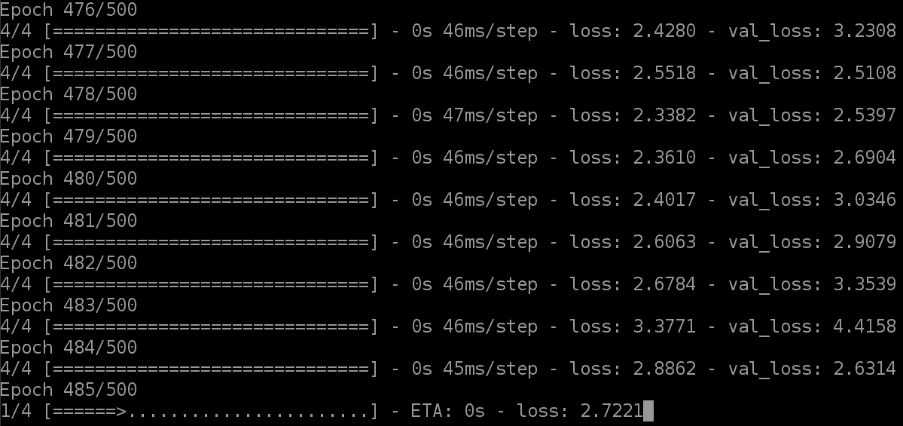 Epoch 476/500
4/4 [==============================] - 0s 46ms/step - loss: 2.4280 - val_loss: 3.2308
Epoch 477/500
4/4 [==============================] - 0s 46ms/step - loss: 2.5518 - val_loss: 2.5108
Epoch 478/500
4/4 [==============================] - 0s 47ms/step - loss: 2.3382 - val_loss: 2.5397
Epoch 479/500
4/4 [==============================] - 0s 46ms/step - loss: 2.3610 - val_loss: 2.6904
Epoch 480/500
4/4 [==============================] - 0s 46ms/step - loss: 2.4017 - val_loss: 3.0346
Epoch 481/500
4/4 [==============================] - 0s 46ms/step - loss: 2.6063 - val_loss: 2.9079
Epoch 482/500
4/4 [==============================] - 0s 46ms/step - loss: 2.6784 - val_loss: 3.3539
Epoch 483/500
4/4 [==============================] - 0s 46ms/step - loss: 3.3771 - val_loss: 4.4158
Epoch 484/500
4/4 [==============================] - 0s 45ms/step - loss: 2.8862 - val_loss: 2.6314
Epoch 485/500
1/4 [======>.......................] - ETA: 0s - loss: 2.7221